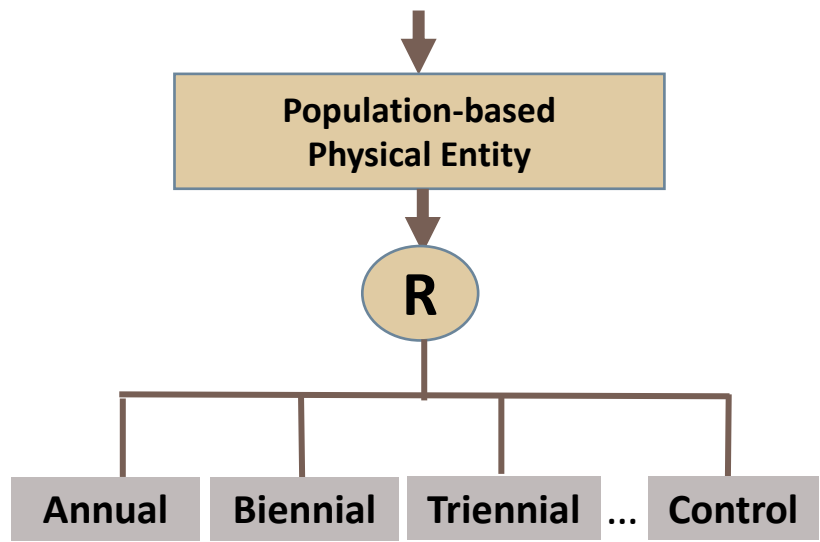 Population-based
Physical Entity
R
Annual Biennial Triennial ... Control